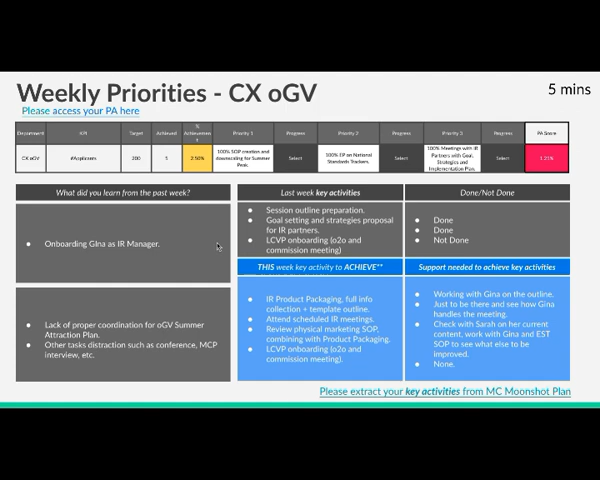 Weekly Priorities - CX oGV
5 mins
Please access your PA here
Department
KPI
Target
Achieved
%
Achievemen
t
Priority 1
Progress
Priority 2
Progress
Priority 3
Progress
PA Score
CX oGV
#Applicants
200
5
2.50%
100% SOP creation and
downscaling for Summer
Peak.
Select
100% EP on National
Standards Trackers.
Select
100% Meetings with IR
Partners with Goal,
Strategies and
Implementation Plan.
Select
1.25%
What did you learn from the past week?
Last week key activities
Done/Not Done
● Onboarding GIna as IR Manager.
● Session outline preparation.
● Goal setting and strategies proposal
for IR partners.
● LCVP onboarding (o2o and
commission meeting)
● Done
● Done
● Not Done
THIS week key activity to ACHIEVE**
Support needed to achieve key activities
● Lack of proper coordination for oGV Summer
Attraction Plan.
● Other tasks distraction such as conference, MCP
interview, etc.
● IR Product Packaging, full info
collection + template outline.
● Attend scheduled IR meetings.
● Review physical marketing SOP,
combining with Product Packaging.
● LCVP onboarding (o2o and
commission meeting).
● Working with Gina on the outline.
● Just to be there and see how Gina
handles the meeting.
● Check with Sarah on her current
content, work with Gina and EST
SOP to see what else to be
improved.
● None.
Please extract your key activities from MC Moonshot Plan